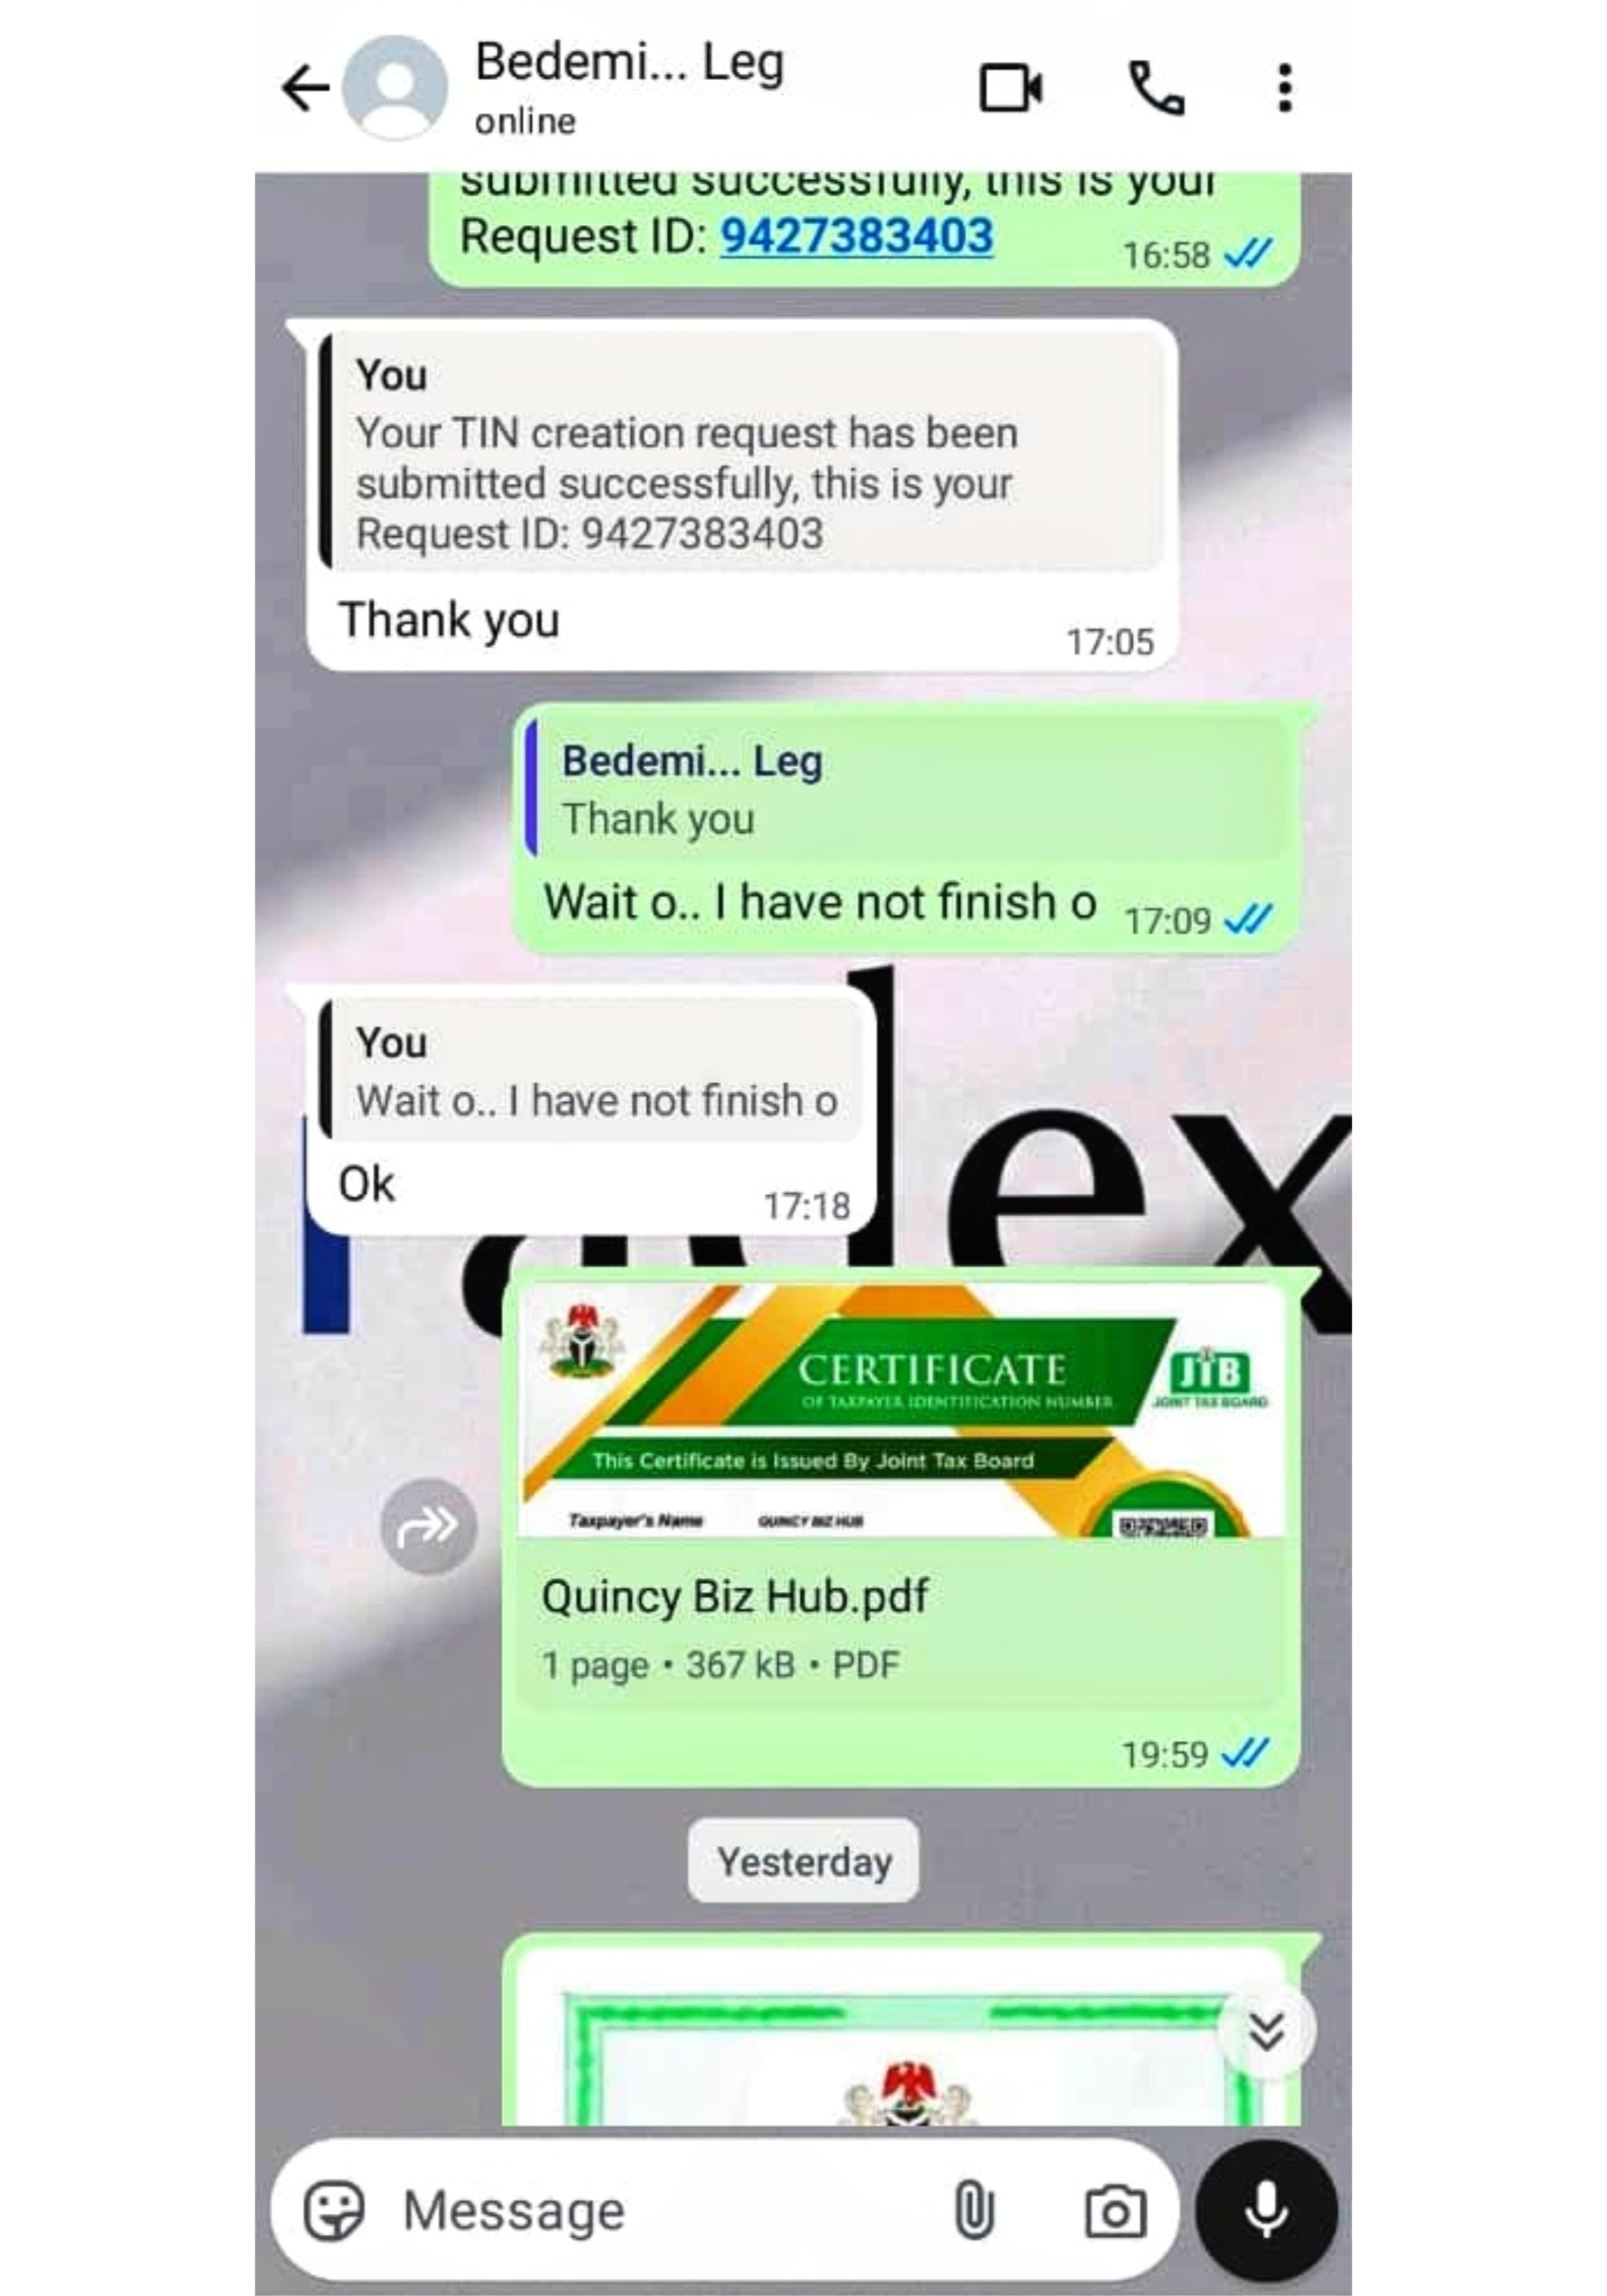 Bedemi... Leg
online
submitted successfully, this is your
Request ID: 9427383403
16:58
You
Your TIN creation request has been
submitted successfully, this is your
Request ID: 9427383403
Thank you
17:05
Bedemi... Leg
Thank you
Wait o.. I have not finish o
17:09
You
Wait o.. I have not finish o
Ok
17:18
ex
CERTIFICATE
OF TAXPAYER IDENTIFICATION NUMBER
JTB
JOINT TAX BOARD
This Certificate is Issued By Joint Tax Board
Taxpayer's Name QUINCY BIZ HUB
Quincy Biz Hub.pdf
1 page • 367 kB • PDF
19:59
Yesterday
Message